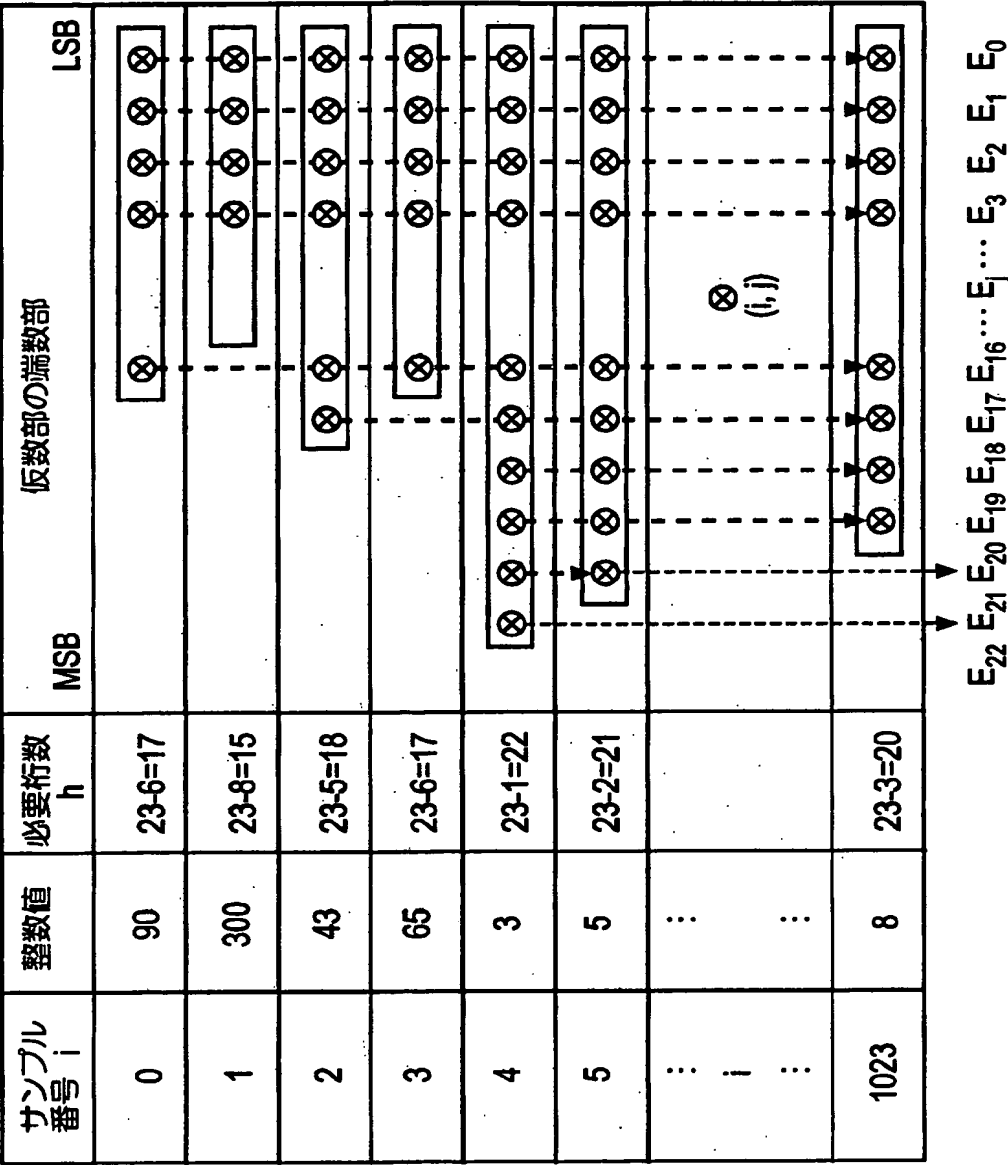 サンプル
番号 i
整数値
必要桁数
h
仮数部の端数部
MSB
LSB
0
90
23-6=17
1
300
23-8=15
2
43
23-5=18
3
65
23-6=17
4
3
23-1=22
5
5
23-2=21
⋮
i
⋮
⋮
⋮
(i, j)
1023
8
23-3=20
E22 E21 E20 E19 E18 E17 E16 ⋯ Ej ⋯ E3 E2 E1 E0